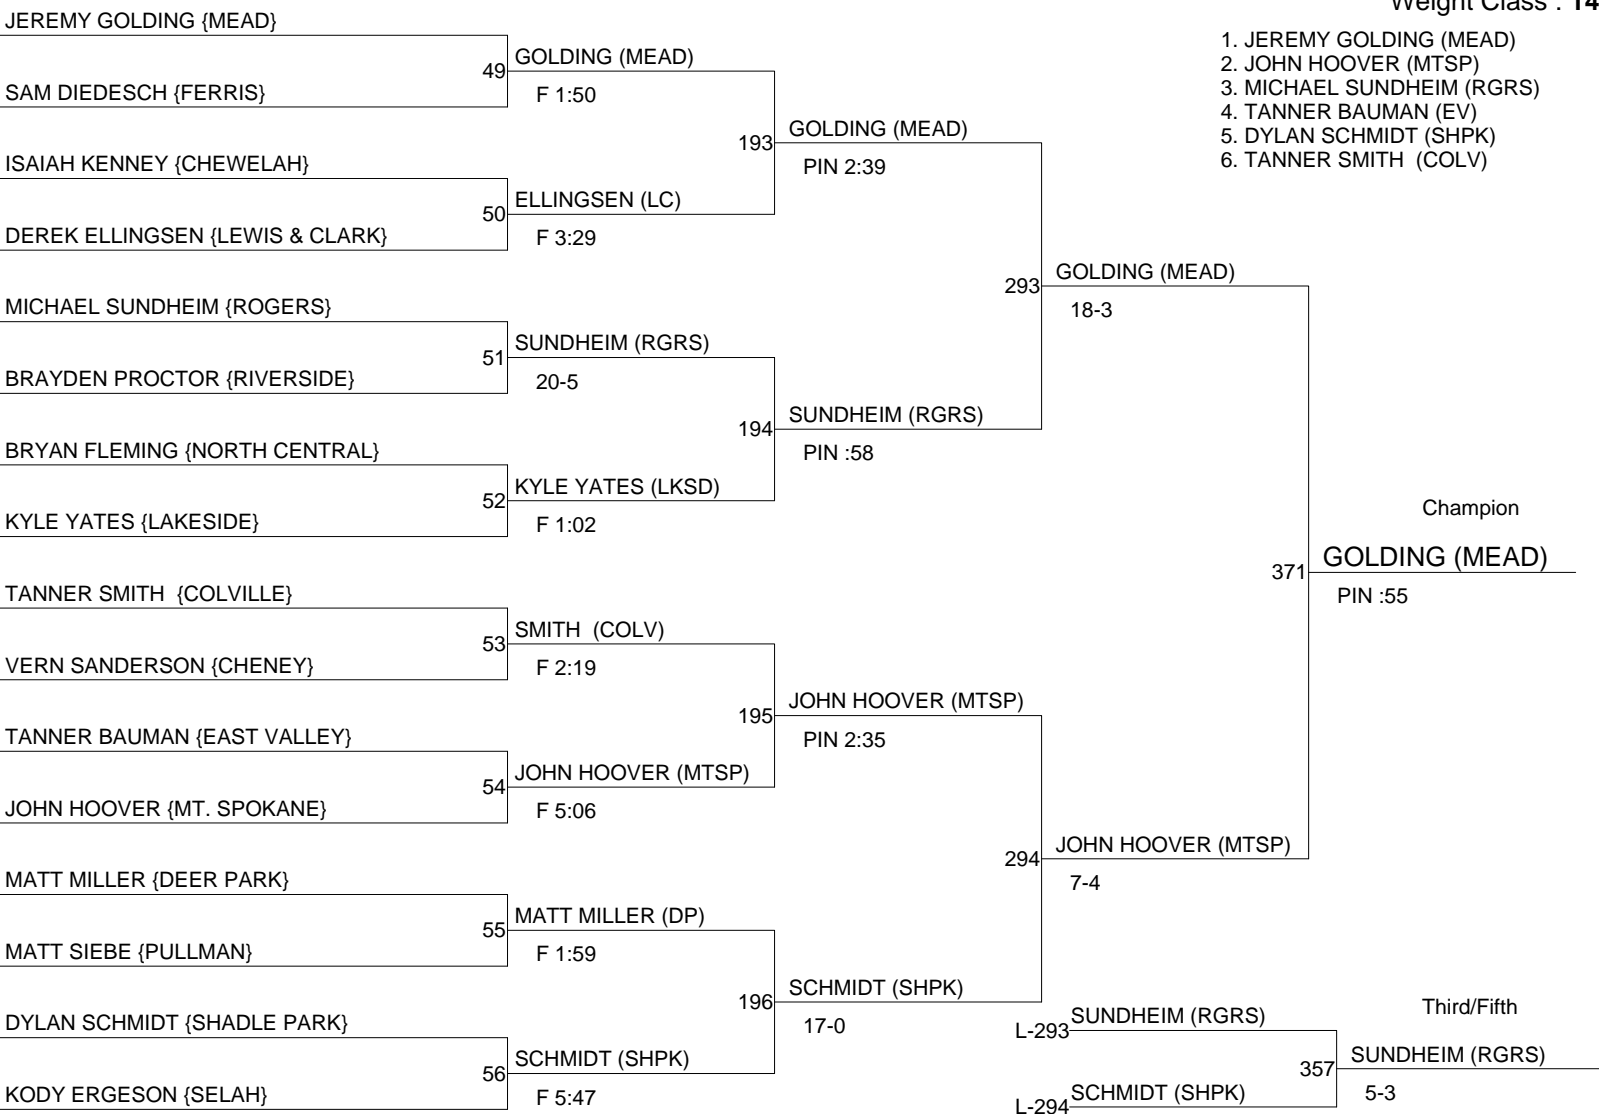 Weight Class : 14
JEREMY GOLDING {MEAD}
1. JEREMY GOLDING (MEAD)
2. JOHN HOOVER (MTSP)
3. MICHAEL SUNDHEIM (RGRS)
4. TANNER BAUMAN (EV)
5. DYLAN SCHMIDT (SHPK)
6. TANNER SMITH (COLV)
49 GOLDING (MEAD)
SAM DIEDESCH {FERRIS}
F 1:50
193 GOLDING (MEAD)
PIN 2:39
ISAIAH KENNEY {CHEWELAH}
50 ELLINGSEN (LC)
DEREK ELLINGSEN {LEWIS & CLARK}
F 3:29
293 GOLDING (MEAD)
18-3
MICHAEL SUNDHEIM {ROGERS}
51 SUNDHEIM (RGRS)
BRAYDEN PROCTOR {RIVERSIDE}
20-5
194 SUNDHEIM (RGRS)
PIN :58
BRYAN FLEMING {NORTH CENTRAL}
52 KYLE YATES (LKSD)
KYLE YATES {LAKESIDE}
F 1:02
Champion
371 GOLDING (MEAD)
PIN :55
TANNER SMITH {COLVILLE}
53 SMITH (COLV)
VERN SANDERSON {CHENEY}
F 2:19
195 JOHN HOOVER (MTSP)
PIN 2:35
TANNER BAUMAN {EAST VALLEY}
54 JOHN HOOVER (MTSP)
JOHN HOOVER {MT. SPOKANE}
F 5:06
294 JOHN HOOVER (MTSP)
7-4
MATT MILLER {DEER PARK}
55 MATT MILLER (DP)
MATT SIEBE {PULLMAN}
F 1:59
196 SCHMIDT (SHPK)
17-0
DYLAN SCHMIDT {SHADLE PARK}
56 SCHMIDT (SHPK)
KODY ERGESON {SELAH}
F 5:47
Third/Fifth
L-293 SUNDHEIM (RGRS)
357 SUNDHEIM (RGRS)
5-3
L-294 SCHMIDT (SHPK)